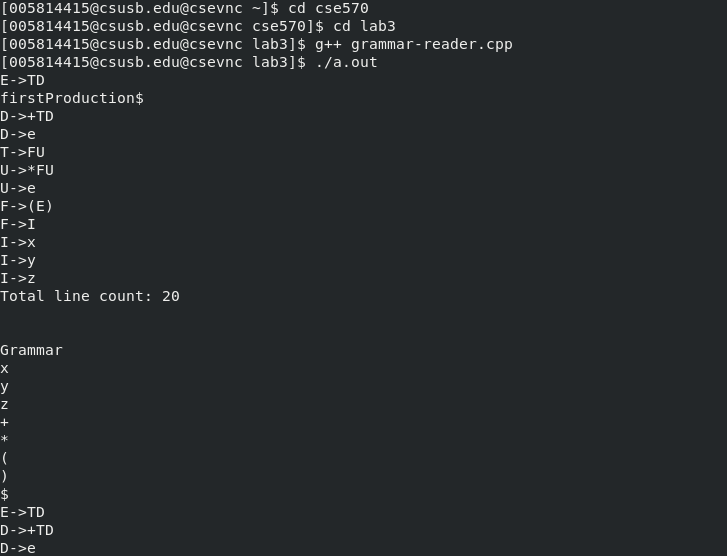 [005814415@csusb.edu@csevnc ~]$ cd cse570
[005814415@csusb.edu@csevnc cse570]$ cd lab3
[005814415@csusb.edu@csevnc lab3]$ g++ grammar-reader.cpp
[005814415@csusb.edu@csevnc lab3]$ ./a.out
E->TD
firstProduction$
D->+TD
D->e
T->FU
U->*FU
U->e
F->(E)
F->I
I->x
I->y
I->z
Total line count: 20
Grammar
x
y
z
+
*
(
)
$
E->TD
D->+TD
D->e